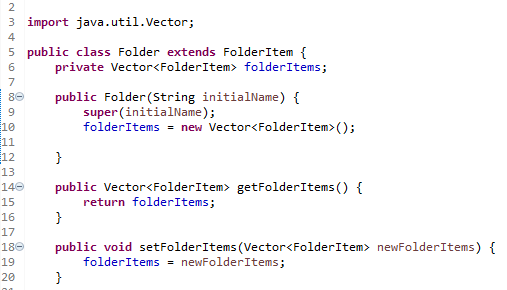 2
3 import java.util.Vector;
4
5 public class Folder extends FolderItem {
6     private Vector<FolderItem> folderItems;
7
8     public Folder(String initialName) {
9         super(initialName);
10         folderItems = new Vector<FolderItem>();
11
12     }
13
14     public Vector<FolderItem> getFolderItems() {
15         return folderItems;
16     }
17
18     public void setFolderItems(Vector<FolderItem> newFolderItems) {
19         folderItems = newFolderItems;
20     }